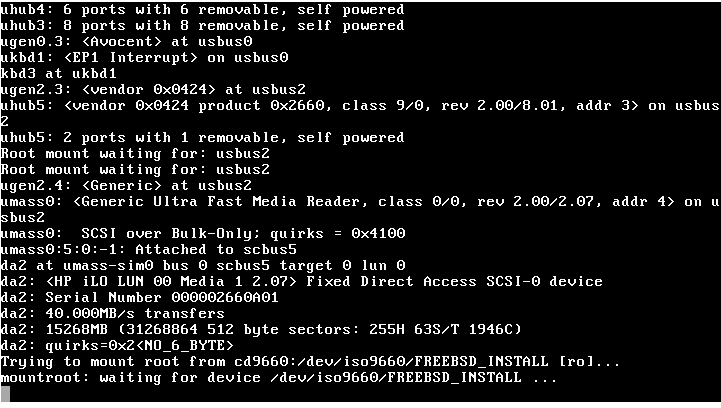 uhub4: 6 ports with 6 removable, self powered
uhub3: 8 ports with 8 removable, self powered
ugen0.3: <Avocent> at usbus0
ukbd1: <EP1 Interrupt> on usbus0
kbd3 at ukbd1
ugen2.3: <vendor 0x0424> at usbus2
uhub5: <vendor 0x0424 product 0x2660, class 9/0, rev 2.00/8.01, addr 3> on usbus
2
uhub5: 2 ports with 1 removable, self powered
Root mount waiting for: usbus2
Root mount waiting for: usbus2
ugen2.4: <Generic> at usbus2
umass0: <Generic Ultra Fast Media Reader, class 0/0, rev 2.00/2.07, addr 4> on u
sbus2
umass0:  SCSI over Bulk-Only; quirks = 0x4100
umass0:5:0:-1: Attached to scbus5
da2 at umass-sim0 bus 0 scbus5 target 0 lun 0
da2: <HP iLO LUN 00 Media 1 2.07> Fixed Direct Access SCSI-0 device
da2: Serial Number 000002660A01
da2: 40.000MB/s transfers
da2: 15268MB (31268864 512 byte sectors: 255H 63S/T 1946C)
da2: quirks=0x2<NO_6_BYTE>
Trying to mount root from cd9660:/dev/iso9660/FREEBSD_INSTALL [ro]...
mountroot: waiting for device /dev/iso9660/FREEBSD_INSTALL ...